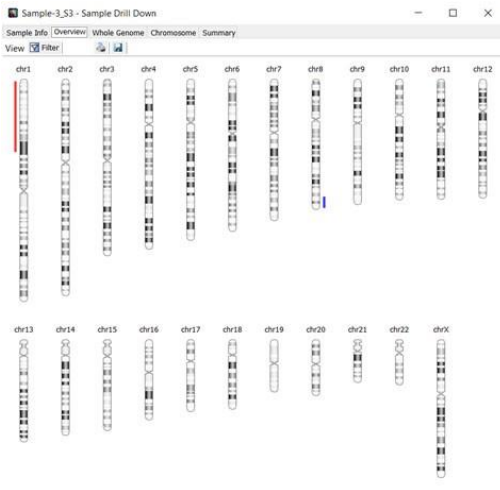 Sample-3_S3 - Sample Drill Down
Sample Info Overview Whole Genome Chromosome Summary
View Filter
chr1 chr2 chr3 chr4 chr5 chr6 chr7 chr8 chr9 chr10 chr11 chr12
chr13 chr14 chr15 chr16 chr17 chr18 chr19 chr20 chr21 chr22 chrX